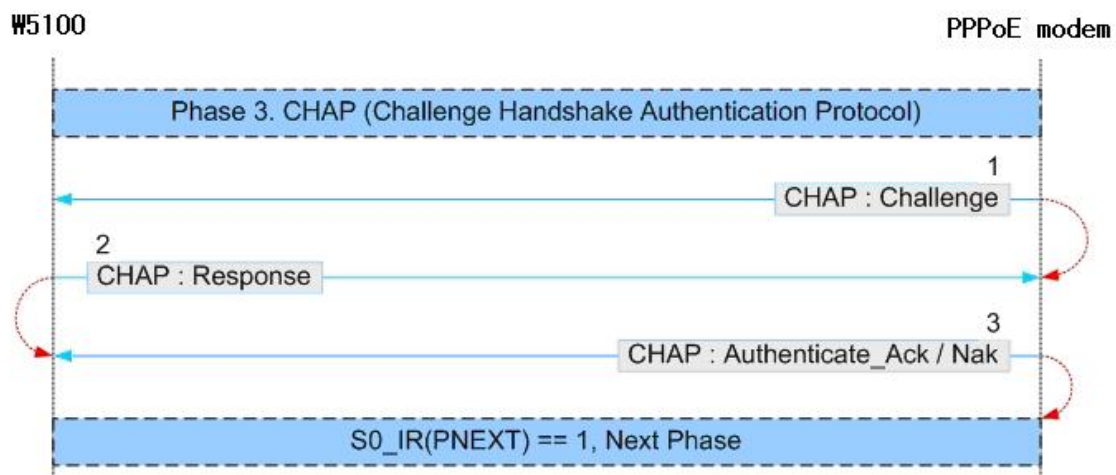 W5100
PPPoE modem
Phase 3. CHAP (Challenge Handshake Authentication Protocol)
1
CHAP : Challenge
2
CHAP : Response
3
CHAP : Authenticate_Ack / Nak
S0_IR(PNEXT) == 1, Next Phase